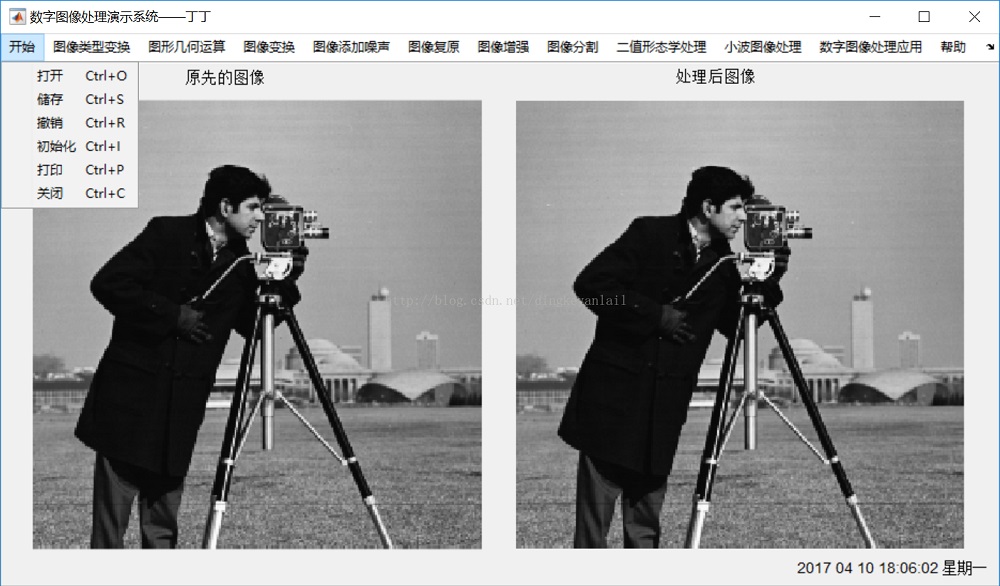 数字图像处理演示系统——丁丁
开始 图像类型变换 图形几何运算 图像变换 图像添加噪声 图像复原 图像增强 图像分割 二值形态学处理 小波图像处理 数字图像处理应用 帮助
打开 Ctrl+O
储存 Ctrl+S
撤销 Ctrl+R
初始化 Ctrl+I
打印 Ctrl+P
关闭 Ctrl+C
原先的图像
处理后图像
2017 04 10 18:06:02 星期一